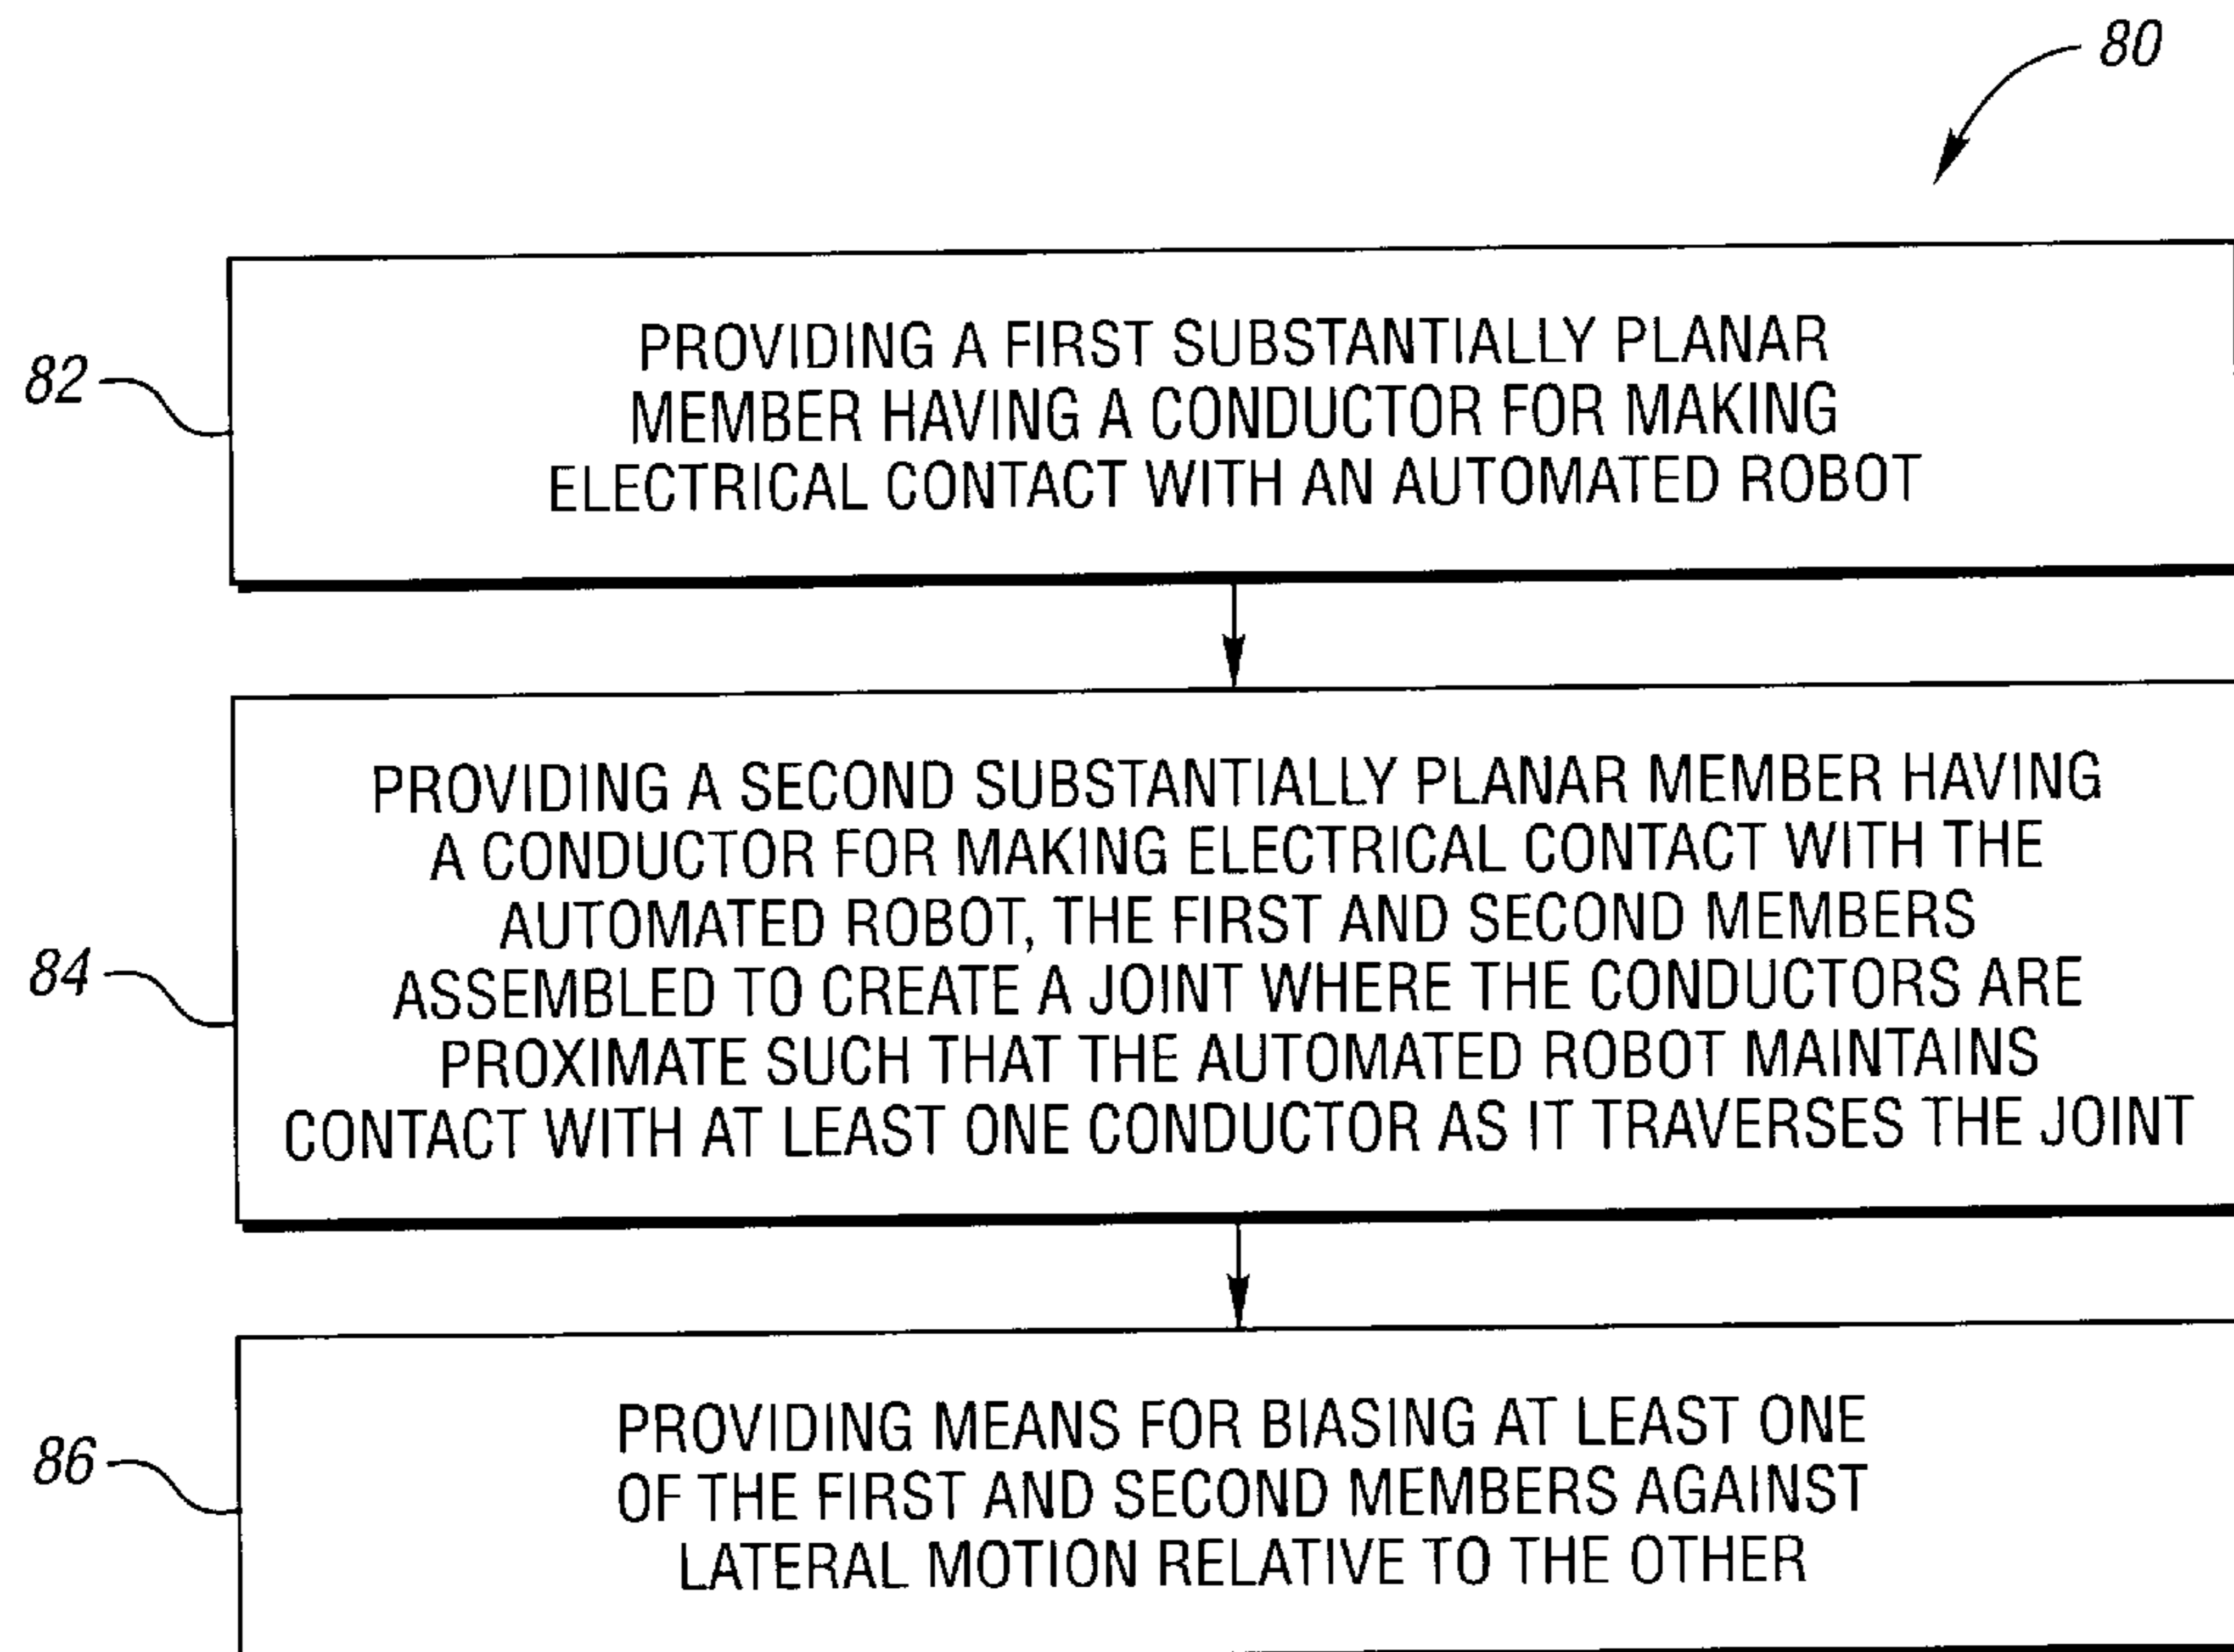 80
82
PROVIDING A FIRST SUBSTANTIALLY PLANAR
MEMBER HAVING A CONDUCTOR FOR MAKING
ELECTRICAL CONTACT WITH AN AUTOMATED ROBOT
84
PROVIDING A SECOND SUBSTANTIALLY PLANAR MEMBER HAVING
A CONDUCTOR FOR MAKING ELECTRICAL CONTACT WITH THE
AUTOMATED ROBOT, THE FIRST AND SECOND MEMBERS
ASSEMBLED TO CREATE A JOINT WHERE THE CONDUCTORS ARE
PROXIMATE SUCH THAT THE AUTOMATED ROBOT MAINTAINS
CONTACT WITH AT LEAST ONE CONDUCTOR AS IT TRAVERSES THE JOINT
86
PROVIDING MEANS FOR BIASING AT LEAST ONE
OF THE FIRST AND SECOND MEMBERS AGAINST
LATERAL MOTION RELATIVE TO THE OTHER